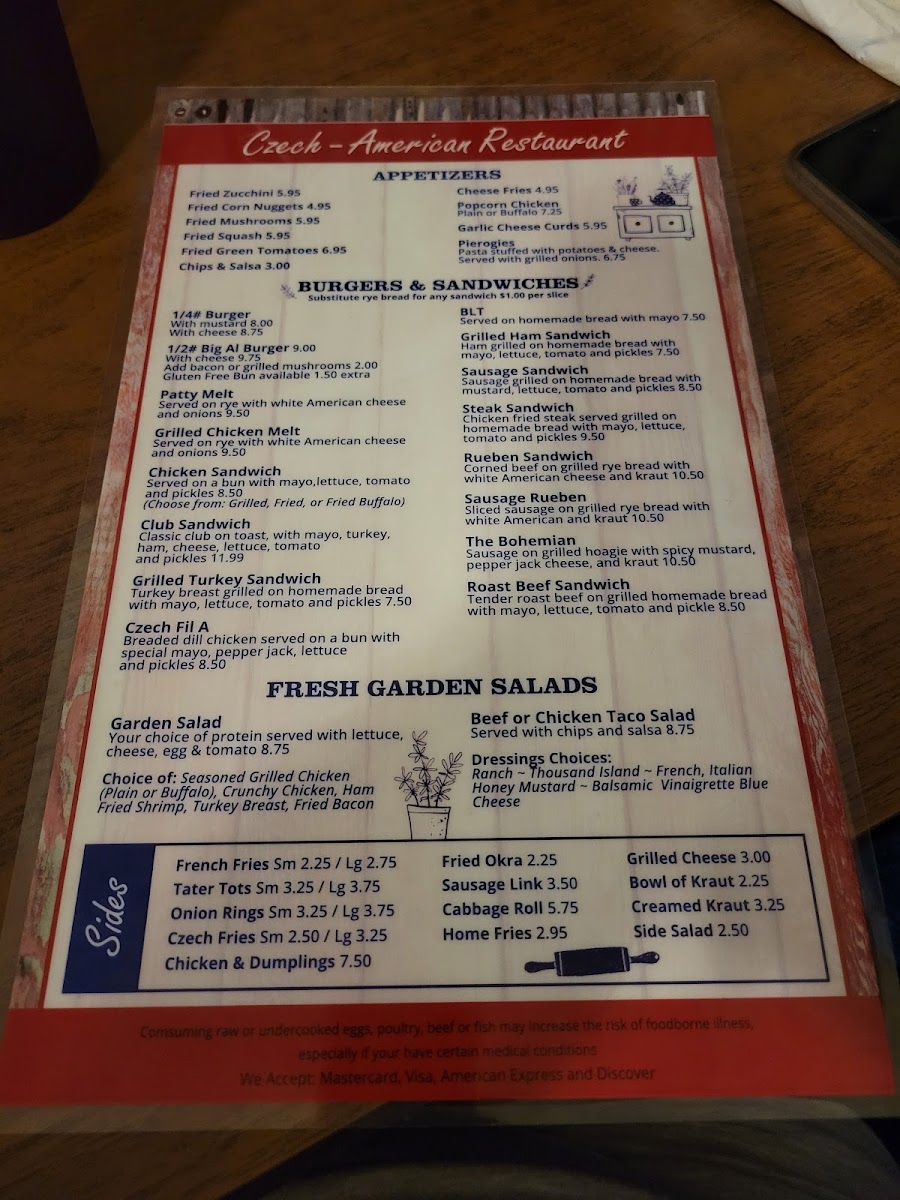 Czech - American Restaurant
APPETIZERS
Fried Zucchini 5.95
Fried Corn Nuggets 4.95
Fried Mushrooms 5.95
Fried Squash 5.95
Fried Green Tomatoes 6.95
Chips & Salsa 3.00
Cheese Fries 4.95
Popcorn Chicken
Plain or Buffalo 7.25
Garlic Cheese Curds 5.95
Pierogies
Pasta stuffed with potatoes & cheese.
Served with grilled onions. 6.75
BURGERS & SANDWICHES
Substitute rye bread for any sandwich $1.00 per slice
1/4# Burger
With mustard 8.00
With cheese 8.75
1/2# Big Al Burger 9.00
With cheese 9.75
Add bacon or grilled mushrooms 2.00
Gluten Free Bun available 1.50 extra
Patty Melt
Served on rye with white American cheese
and onions 9.50
Grilled Chicken Melt
Served on rye with white American cheese
and onions 9.50
Chicken Sandwich
Served on a bun with mayo,lettuce, tomato
and pickles 8.50
(Choose from: Grilled, Fried, or Fried Buffalo)
Club Sandwich
Classic club on toast, with mayo, turkey,
ham, cheese, lettuce, tomato
and pickles 11.99
Grilled Turkey Sandwich
Turkey breast grilled on homemade bread
with mayo, lettuce, tomato and pickles 7.50
Czech Fil A
Breaded dill chicken served on a bun with
special mayo, pepper jack, lettuce
and pickles 8.50
BLT
Served on homemade bread with mayo 7.50
Grilled Ham Sandwich
Ham grilled on homemade bread with
mayo, lettuce, tomato and pickles 7.50
Sausage Sandwich
Sausage grilled on homemade bread with
mustard, lettuce, tomato and pickles 8.50
Steak Sandwich
Chicken fried steak served grilled on
homemade bread with mayo, lettuce,
tomato and pickles 9.50
Rueben Sandwich
Corned beef on grilled rye bread with
white American cheese and kraut 10.50
Sausage Rueben
Sliced sausage on grilled rye bread with
white American and kraut 10.50
The Bohemian
Sausage on grilled hoagie with spicy mustard,
pepper jack cheese, and kraut 10.50
Roast Beef Sandwich
Tender roast beef on grilled homemade bread
with mayo, lettuce, tomato and pickle 8.50
FRESH GARDEN SALADS
Garden Salad
Your choice of protein served with lettuce,
cheese, egg & tomato 8.75
Choice of: Seasoned Grilled Chicken
(Plain or Buffalo), Crunchy Chicken, Ham
Fried Shrimp, Turkey Breast, Fried Bacon
Beef or Chicken Taco Salad
Served with chips and salsa 8.75
Dressings Choices:
Ranch ~ Thousand Island ~ French, Italian
Honey Mustard ~ Balsamic Vinaigrette Blue
Cheese
Sides
French Fries Sm 2.25 / Lg 2.75
Tater Tots Sm 3.25 / Lg 3.75
Onion Rings Sm 3.25 / Lg 3.75
Czech Fries Sm 2.50 / Lg 3.25
Chicken & Dumplings 7.50
Fried Okra 2.25
Sausage Link 3.50
Cabbage Roll 5.75
Home Fries 2.95
Grilled Cheese 3.00
Bowl of Kraut 2.25
Creamed Kraut 3.25
Side Salad 2.50
Comsuming raw or undercooked eggs, poultry, beef or fish may increase the risk of foodborne illness,
especially if your have certain medical conditions
We Accept: Mastercard, Visa, American Express and Discover